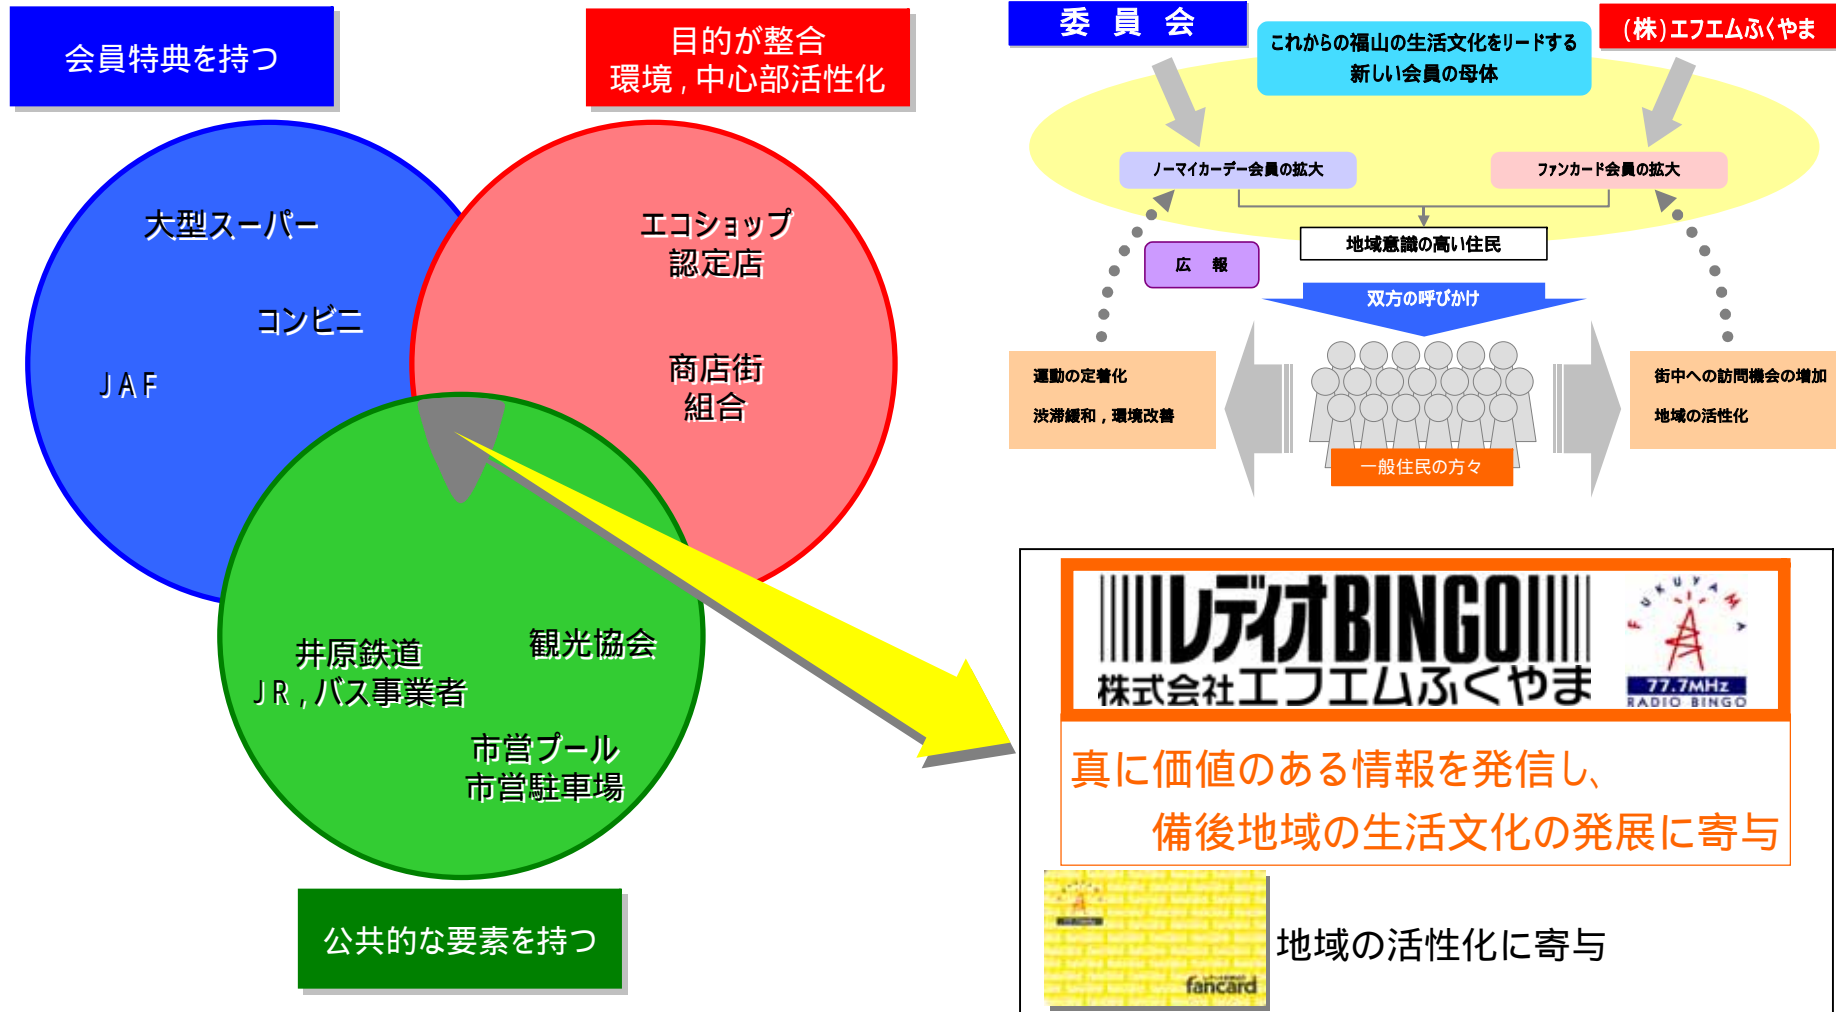 会員特典を持つ
目的が整合
環境，中心部活性化
大型スーパー
コンビニ
JAF
エコショップ
認定店
商店街
組合
井原鉄道
JR，バス事業者
観光協会
市営プール
市営駐車場
公共的な要素を持つ
委 員 会
これからの福山の生活文化をリードする
新しい会員の母体
(株)エフエムふくやま
ノーマイカーデー会員の拡大
ファンカード会員の拡大
地域意識の高い住民
広 報
双方の呼びかけ
運動の定着化
渋滞緩和，環境改善
街中への訪問機会の増加
地域の活性化
一般住民の方々
レディオBINGO
株式会社エフエムふくやま
FUKUYAMA
77.7MHz
RADIO BINGO
真に価値のある情報を発信し、
備後地域の生活文化の発展に寄与
fancard
地域の活性化に寄与